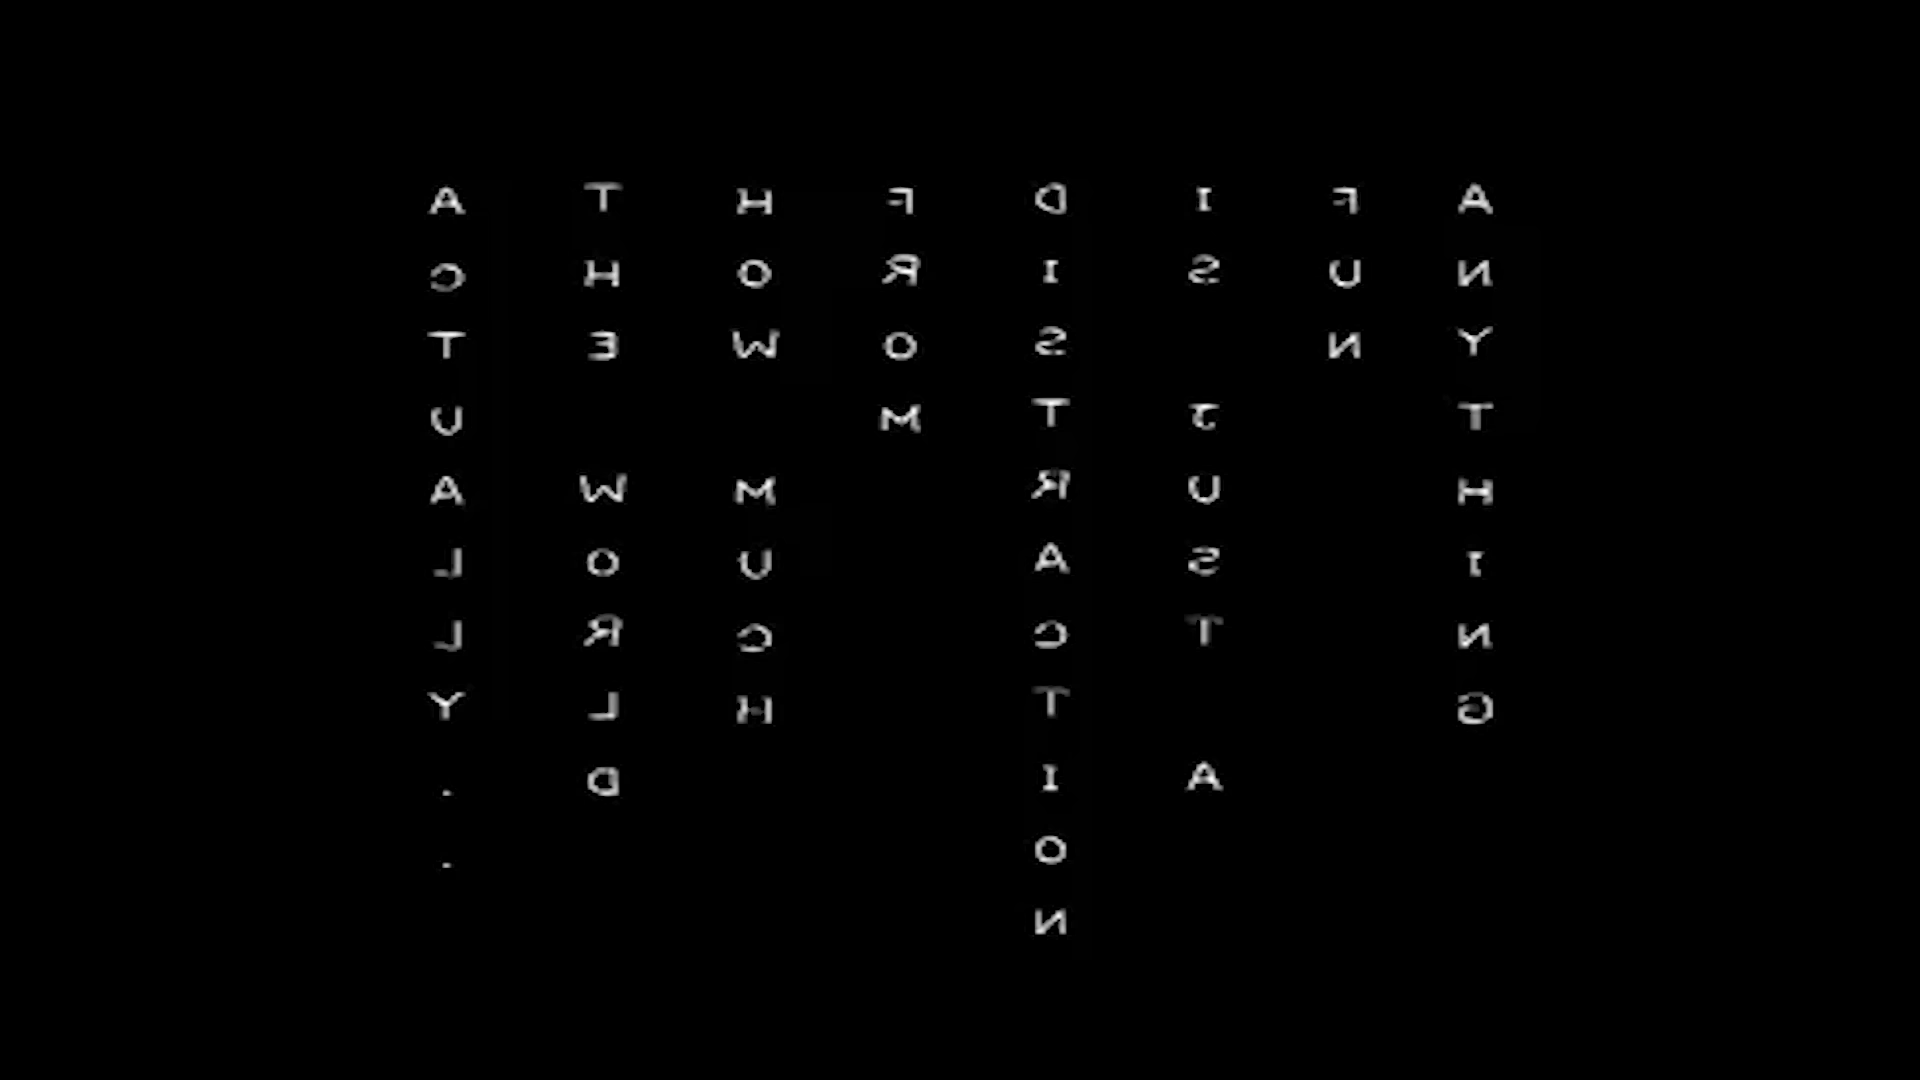 ANYTHING
FUN
IS JUST A
DISTRACTION
FROM
HOW MUCH
THE WORLD
ACTUALLY..